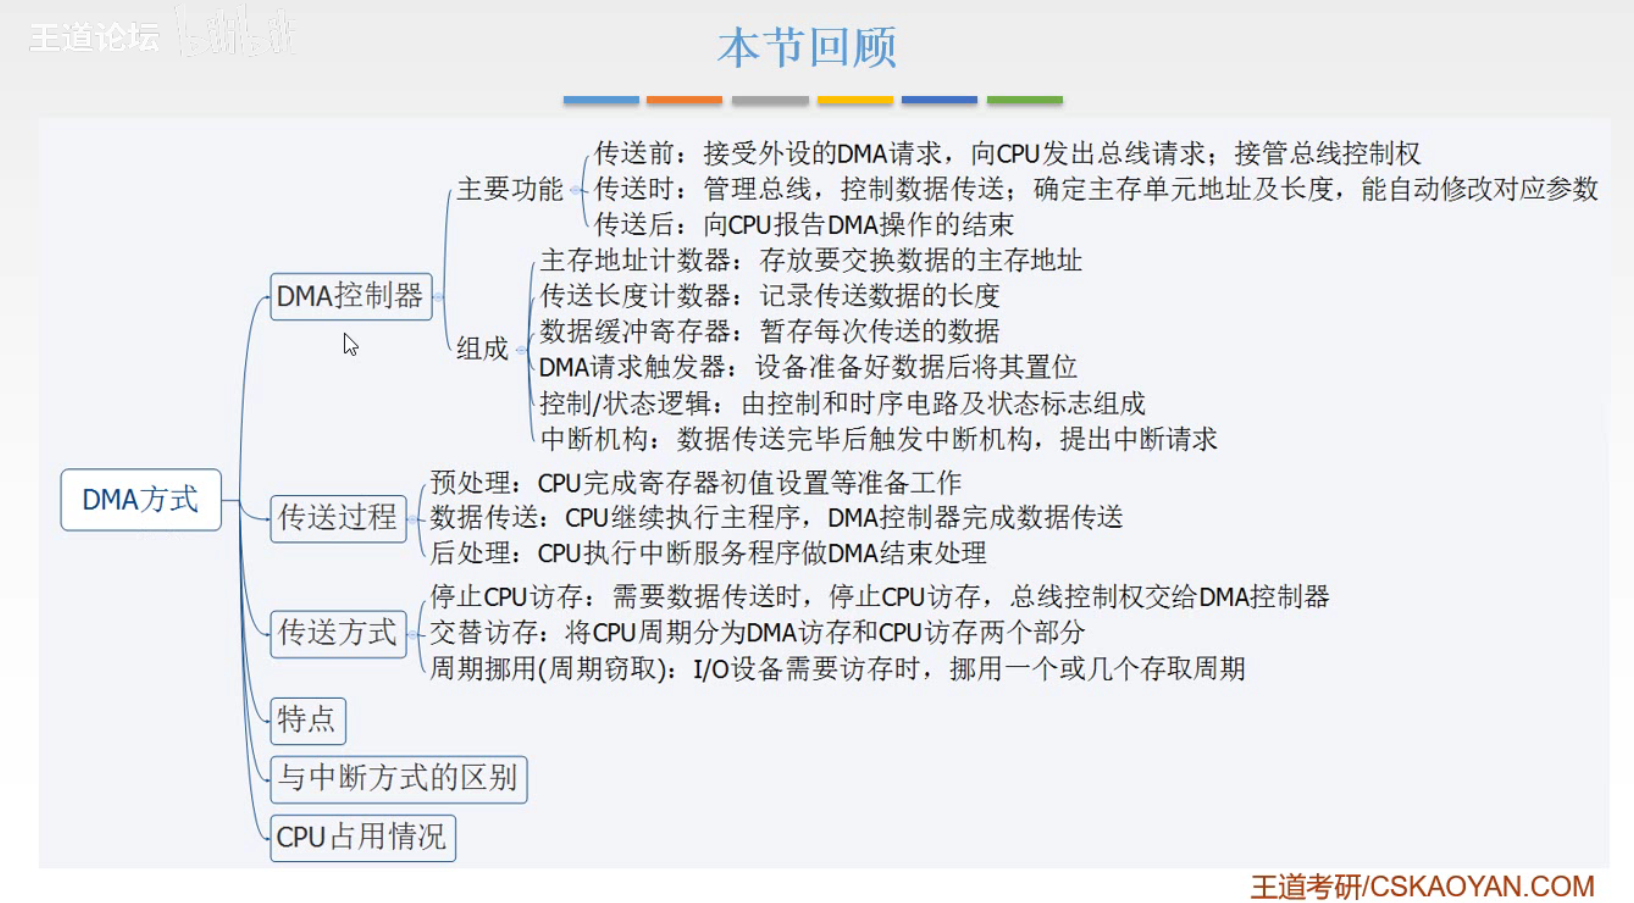 王道论坛 bilibili
本节回顾
DMA方式
DMA控制器
主要功能
传送前：接受外设的DMA请求，向CPU发出总线请求；接管总线控制权
传送时：管理总线，控制数据传送；确定主存单元地址及长度，能自动修改对应参数
传送后：向CPU报告DMA操作的结束
组成
主存地址计数器：存放要交换数据的主存地址
传送长度计数器：记录传送数据的长度
数据缓冲寄存器：暂存每次传送的数据
DMA请求触发器：设备准备好数据后将其置位
控制/状态逻辑：由控制和时序电路及状态标志组成
中断机构：数据传送完毕后触发中断机构，提出中断请求
传送过程
预处理：CPU完成寄存器初值设置等准备工作
数据传送：CPU继续执行主程序，DMA控制器完成数据传送
后处理：CPU执行中断服务程序做DMA结束处理
传送方式
停止CPU访存：需要数据传送时，停止CPU访存，总线控制权交给DMA控制器
交替访存：将CPU周期分为DMA访存和CPU访存两个部分
周期挪用(周期窃取)：I/O设备需要访存时，挪用一个或几个存取周期
特点
与中断方式的区别
CPU占用情况
王道考研/CSKAOYAN.COM